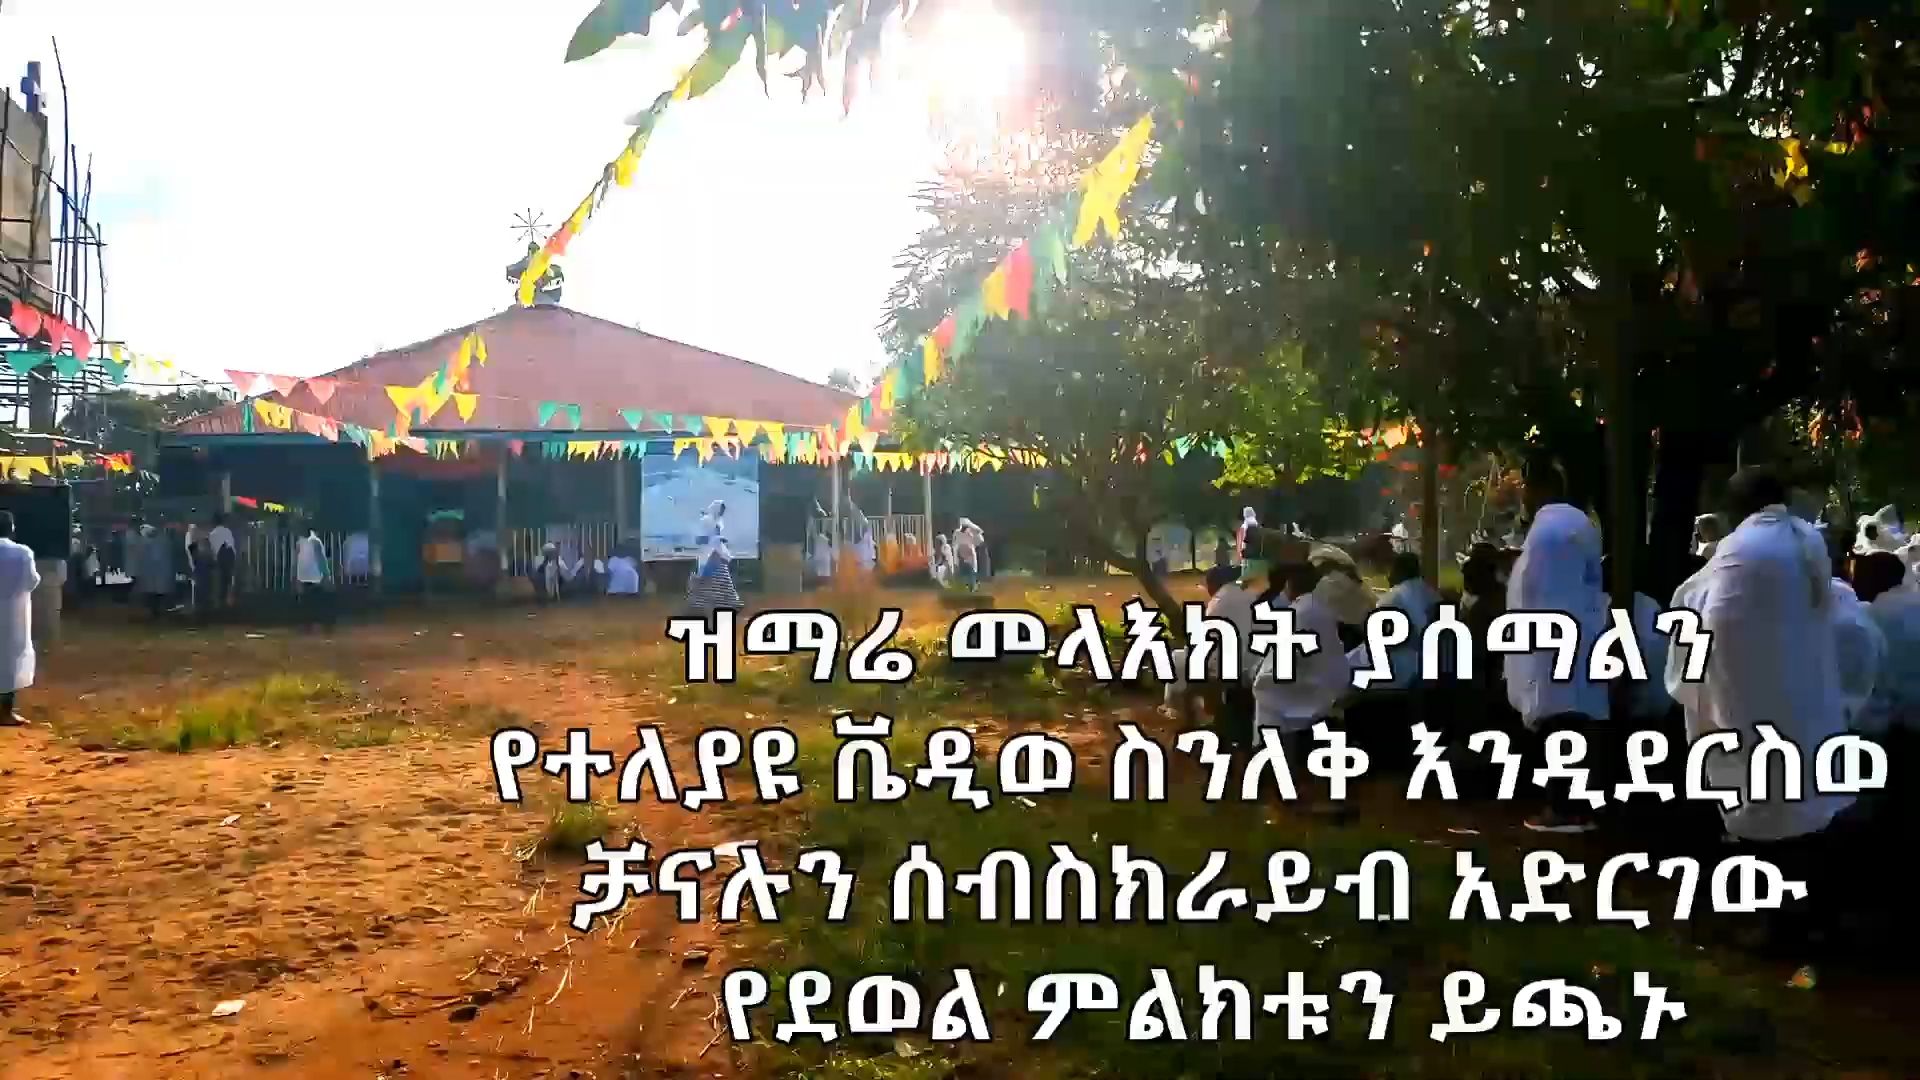 ዝማሬ መላእክት ያሰማልን
የተለያዩ ቬዲወ ስንለቅ እንዲደርስወ
ቻናሉን ሰብስክራይብ አድርገው
የደወል ምልክቱን ይጫኑ